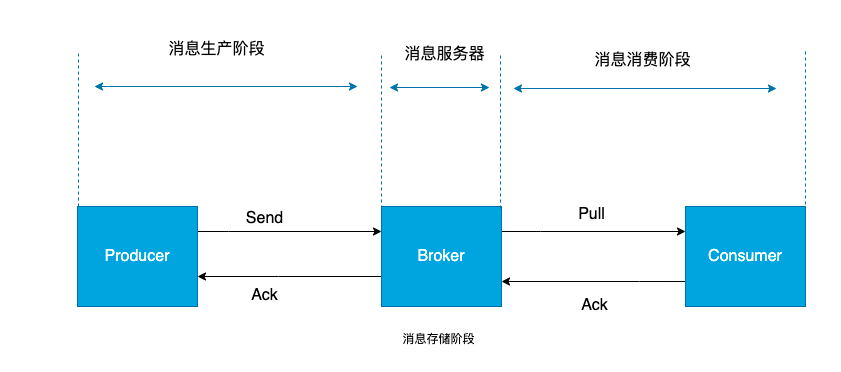 消息生产阶段
消息服务器
消息消费阶段
Send
Pull
Producer
Broker
Consumer
Ack
Ack
消息存储阶段